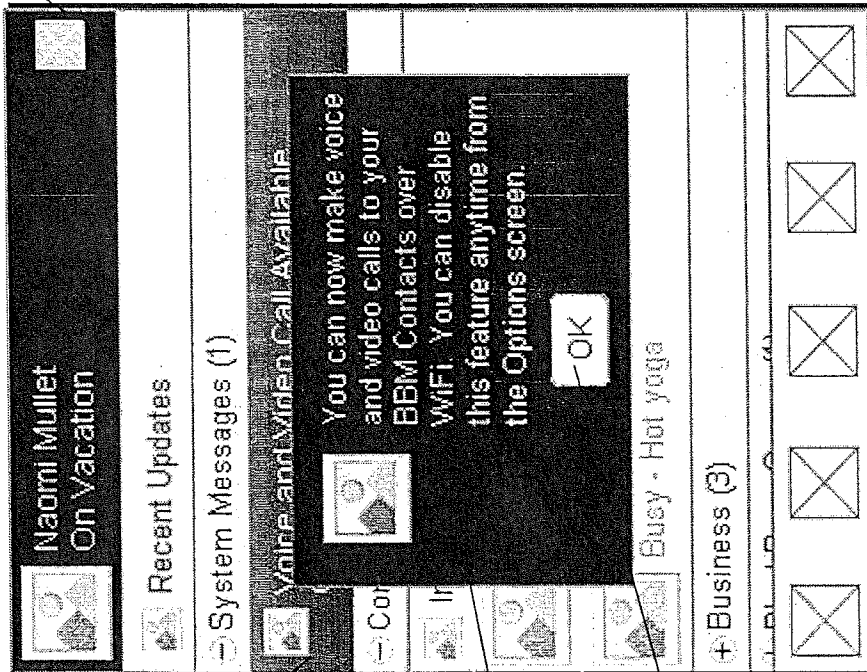 Naomi Mullet
On Vacation
Recent Updates
System Messages (1)
Voice and Video Call Available
You can now make voice
and video calls to your
BBM Contacts over
WiFi. You can disable
this feature anytime from
the Options screen.
OK
Con
In
Busy - Hot yoga
Business (3)